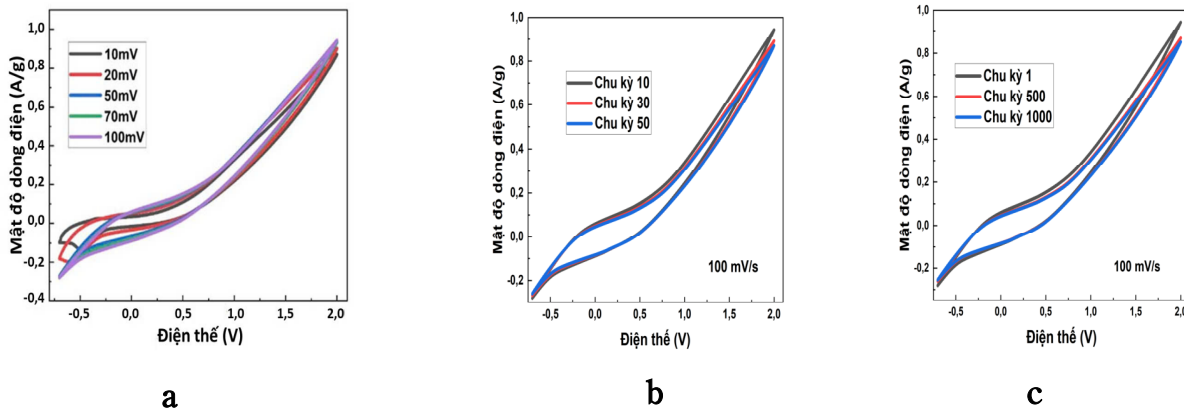 Mật độ dòng điện (A/g)
1,0
0,8
0,6
0,4
0,2
0,0
-0,2
-0,4
10mV
20mV
50mV
70mV
100mV
-0,5
0,0
0,5
1,0
1,5
2,0
Điện thế (V)
a
Mật độ dòng điện (A/g)
1,0
0,8
0,6
0,4
0,2
0,0
-0,2
Chu kỳ 10
Chu kỳ 30
Chu kỳ 50
100 mV/s
-0,5
0,0
0,5
1,0
1,5
2,0
Điện thế (V)
b
Mật độ dòng điện (A/g)
1,0
0,8
0,6
0,4
0,2
0,0
-0,2
Chu kỳ 1
Chu kỳ 500
Chu kỳ 1000
100 mV/s
-0,5
0,0
0,5
1,0
1,5
2,0
Điện thế (V)
c